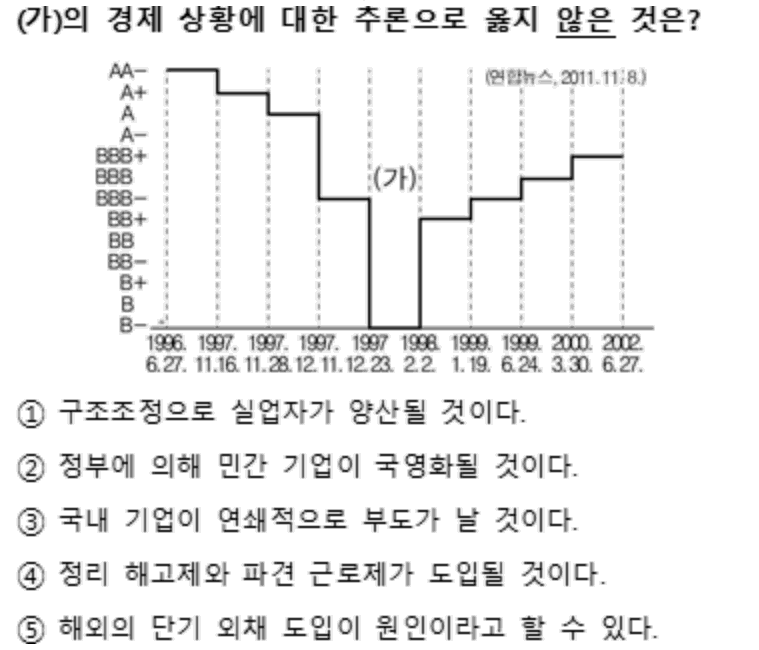 (가)의 경제 상황에 대한 추론으로 옳지 않은 것은?
(연합뉴스, 2011. 11. 8.)
AA−
A+
A
A−
BBB+
BBB
BBB−
BB+
BB
BB−
B+
B
B−
(가)
1996. 1997. 1997. 1997. 1997 1998. 1999. 1999. 2000. 2002.
6.27. 11.16. 11.28. 12.11. 12.23. 2.2. 1.19. 6.24. 3.30. 6.27.
① 구조조정으로 실업자가 양산될 것이다.
② 정부에 의해 민간 기업이 국영화될 것이다.
③ 국내 기업이 연쇄적으로 부도가 날 것이다.
④ 정리 해고제와 파견 근로제가 도입될 것이다.
⑤ 해외의 단기 외채 도입이 원인이라고 할 수 있다.